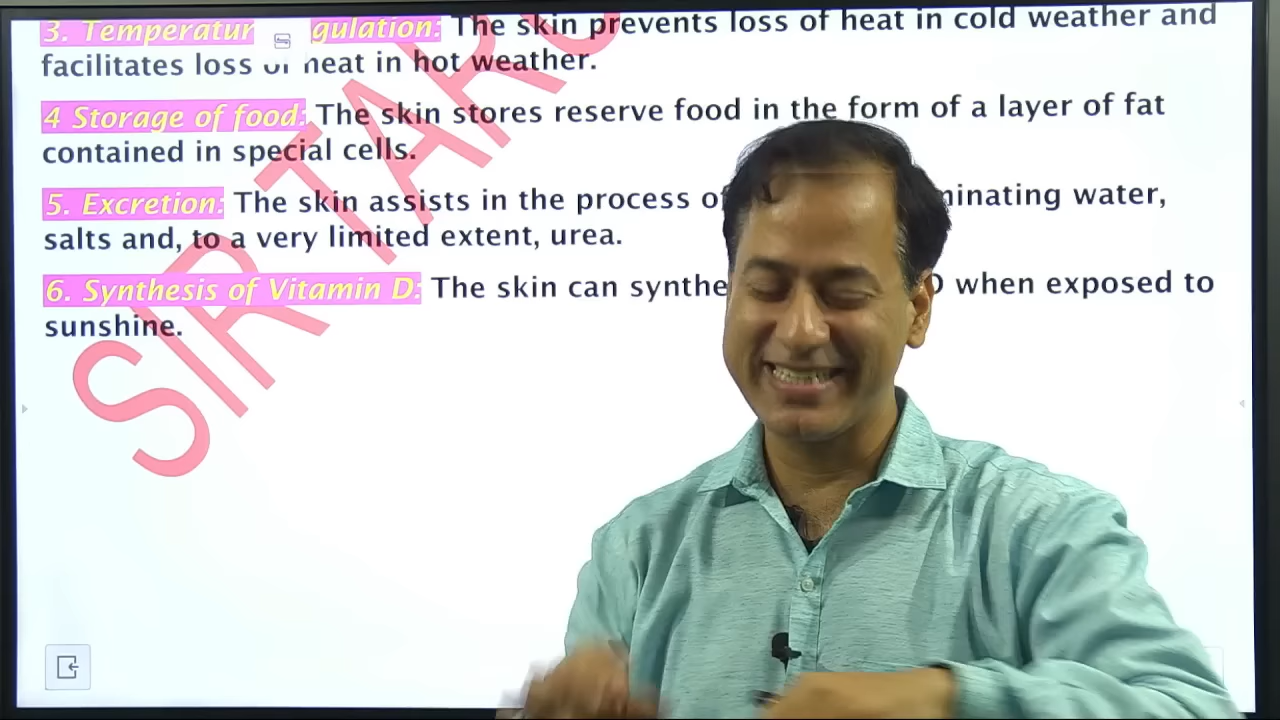 3. Temperatur gulation: The skin prevents loss of heat in cold weather and
facilitates loss of heat in hot weather.
4 Storage of food: The skin stores reserve food in the form of a layer of fat
contained in special cells.
5. Excretion: The skin assists in the process minating water,
salts and, to a very limited extent, urea.
6. Synthesis of Vitamin D: The skin can synthe D when exposed to
sunshine.
SIR TARU